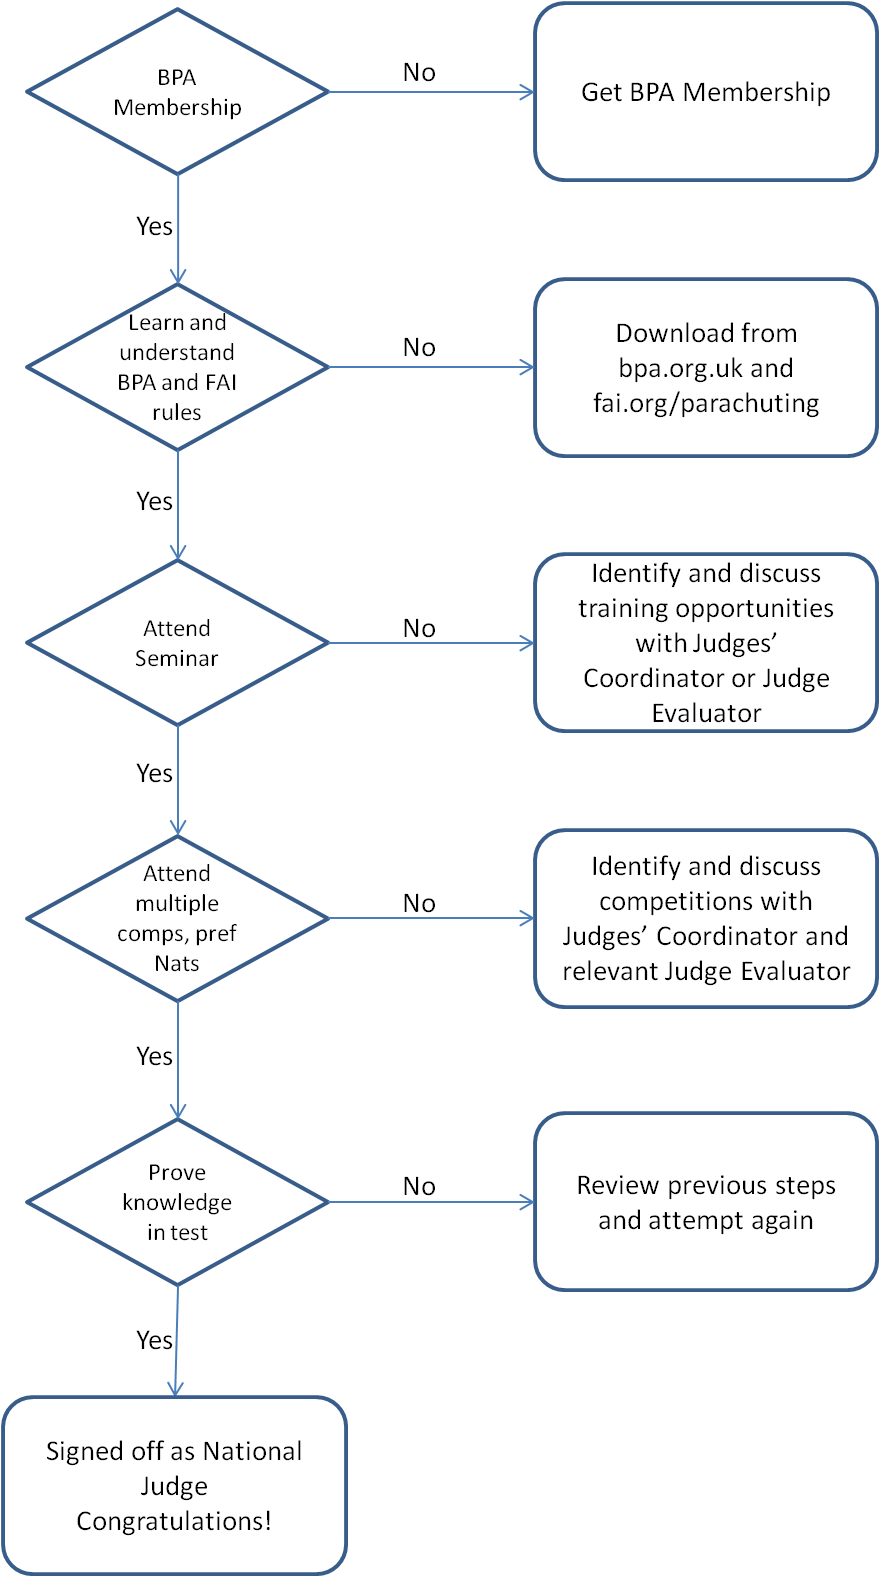 BPA
Membership
No
Get BPA Membership
Yes
Learn and
understand
BPA and FAI
rules
No
Download from
bpa.org.uk and
fai.org/parachuting
Yes
Attend
Seminar
No
Identify and discuss
training opportunities
with Judges’
Coordinator or Judge
Evaluator
Yes
Attend
multiple
comps, pref
Nats
No
Identify and discuss
competitions with
Judges’ Coordinator and
relevant Judge Evaluator
Yes
Prove
knowledge
in test
No
Review previous steps
and attempt again
Yes
Signed off as National
Judge
Congratulations!